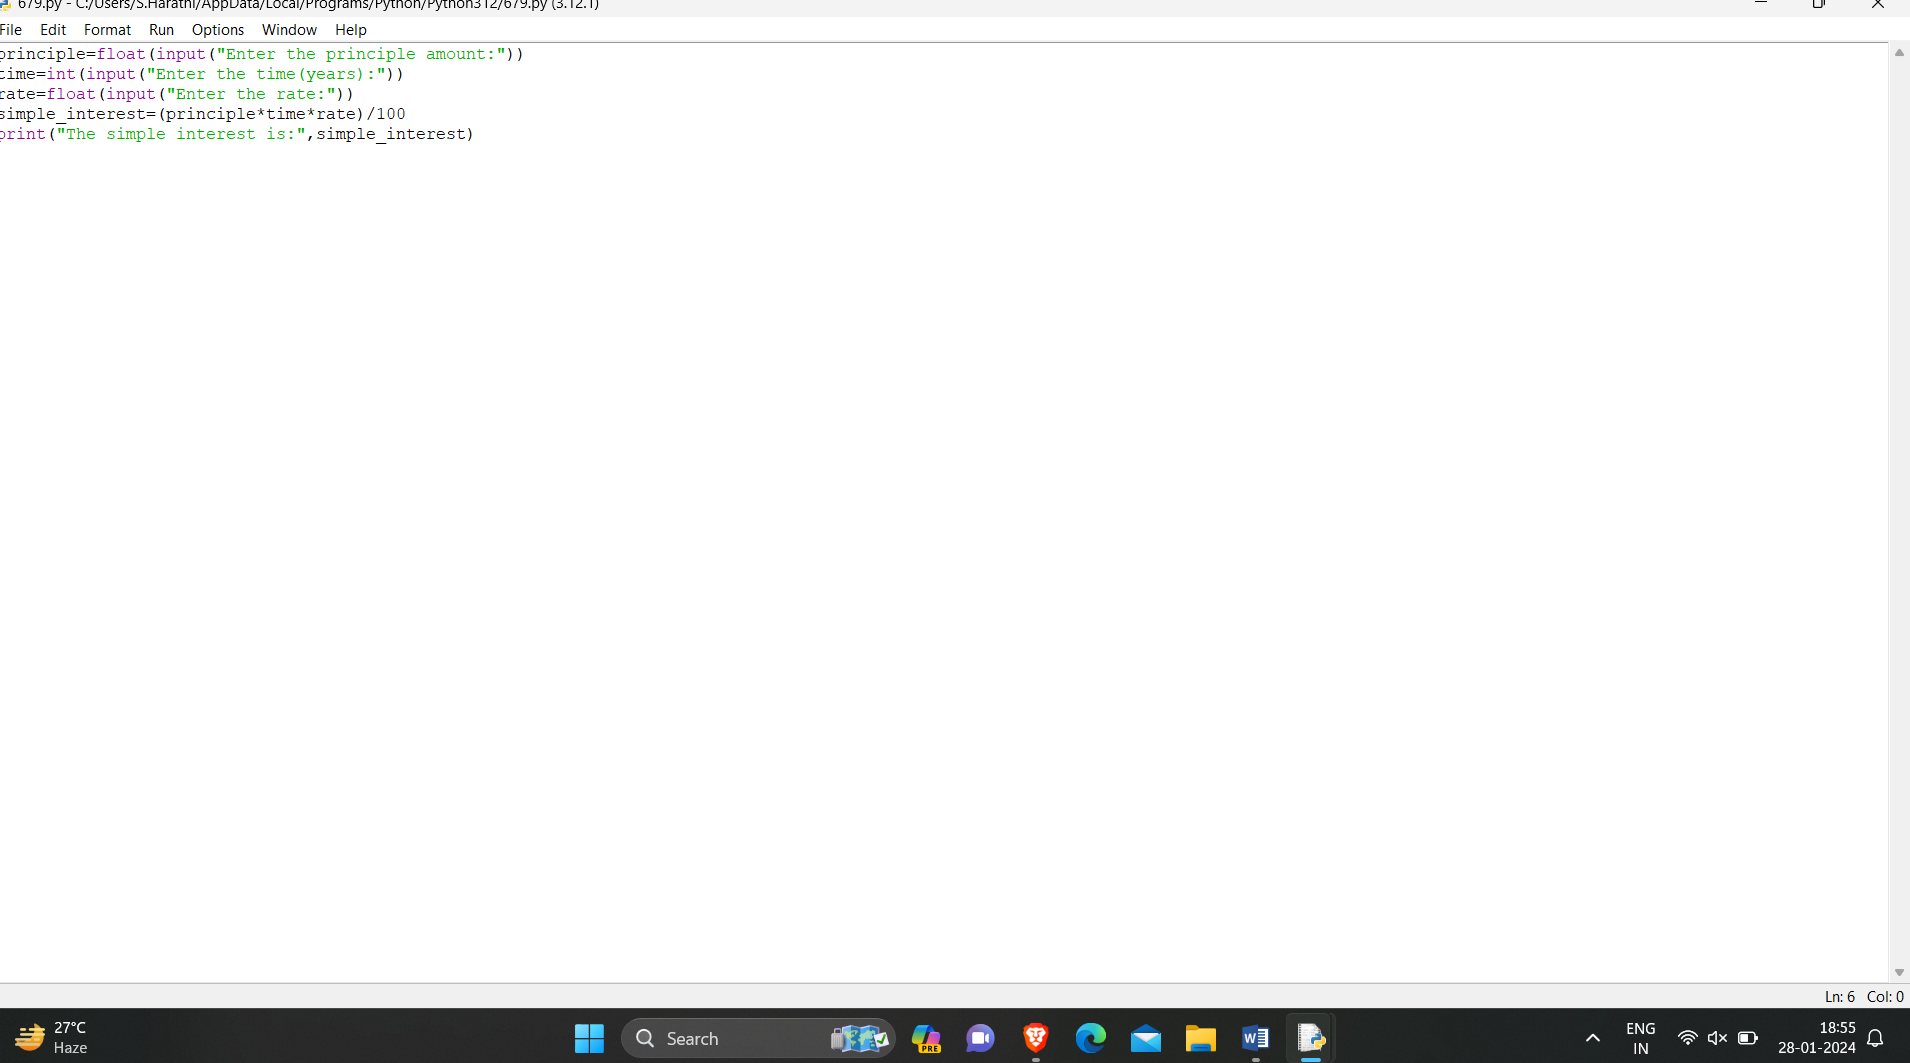 679.py - C:/Users/S.Harathi/AppData/Local/Programs/Python/Python312/679.py (3.12.1)
File Edit Format Run Options Window Help
principle=float(input("Enter the principle amount:"))
time=int(input("Enter the time(years):"))
rate=float(input("Enter the rate:"))
simple_interest=(principle*time*rate)/100
print("The simple interest is:",simple_interest)
Ln: 6 Col: 0
27°C
Haze
Search
PRE
W
ENG
IN
18:55
28-01-2024